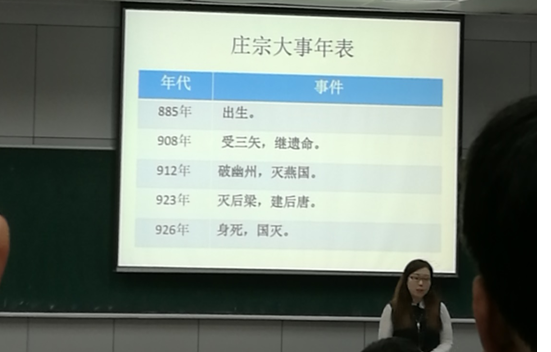 庄宗大事年表
年代 事件
885年 出生。
908年 受三矢，继遗命。
912年 破幽州，灭燕国。
923年 灭后梁，建后唐。
926年 身死，国灭。